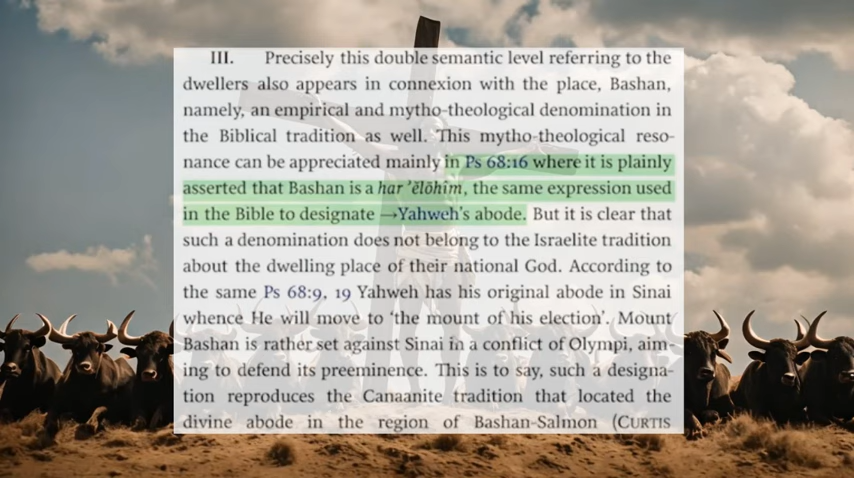 III. Precisely this double semantic level referring to the
dwellers also appears in connexion with the place, Bashan,
namely, an empirical and mytho-theological denomination in
the Biblical tradition as well. This mytho-theological reso-
nance can be appreciated mainly in Ps 68:16 where it is plainly
asserted that Bashan is a har ʾĕlōhîm, the same expression used
in the Bible to designate →Yahweh's abode. But it is clear that
such a denomination does not belong to the Israelite tradition
about the dwelling place of their national God. According to
the same Ps 68:9, 19 Yahweh has his original abode in Sinai
whence He will move to ‘the mount of his election’. Mount
Bashan is rather set against Sinai in a conflict of Olympi, aim-
ing to defend its preeminence. This is to say, such a designa-
tion reproduces the Canaanite tradition that located the
divine abode in the region of Bashan-Salmon (CURTIS